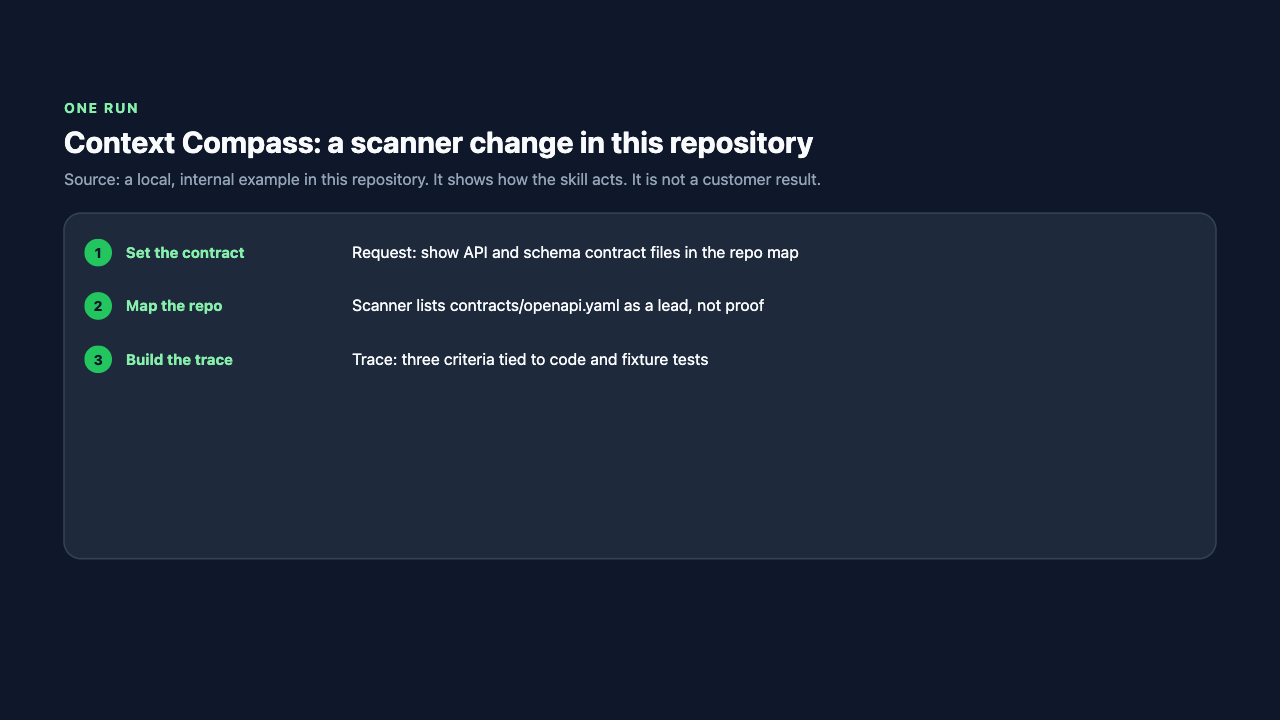 ONE RUN
Context Compass: a scanner change in this repository
Source: a local, internal example in this repository. It shows how the skill acts. It is not a customer result.
1 Set the contract Request: show API and schema contract files in the repo map
2 Map the repo Scanner lists contracts/openapi.yaml as a lead, not proof
3 Build the trace Trace: three criteria tied to code and fixture tests